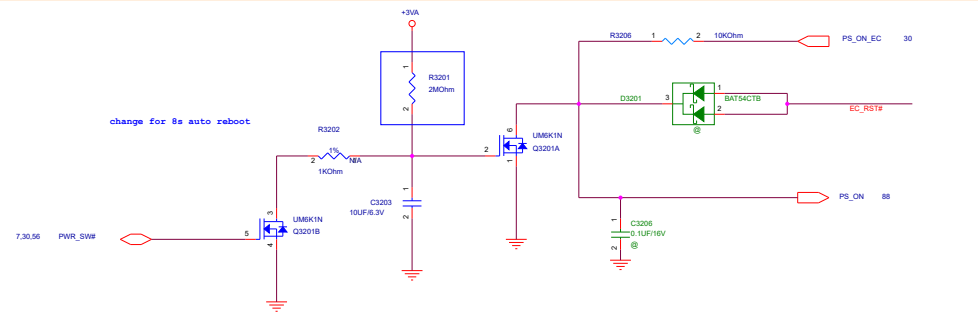 +3VA
R3206 1 2 10KOhm PS_ON_EC 30
1
R3201
2MOhm
2
D3201 3 1 BAT54CTB
2
EC_RST#
@
change for 8s auto reboot
R3202
1%
2 N/A
1KOhm
6
UM6K1N
2 Q3201A
1
1
C3203
10UF/6.3V
2
3
UM6K1N
5 Q3201B
4
7,30,56 PWR_SW#
PS_ON 88
1
C3206
0.1UF/16V
2 @